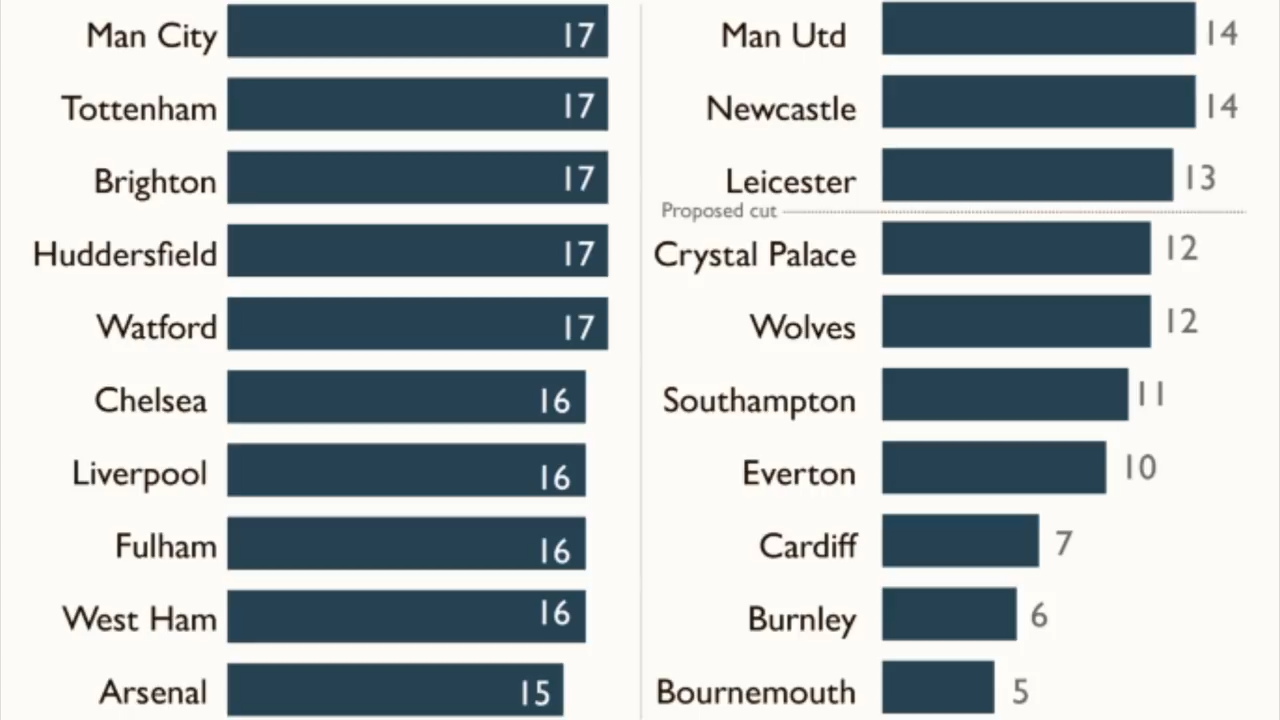 Man City 17
Tottenham 17
Brighton 17
Huddersfield 17
Watford 17
Chelsea 16
Liverpool 16
Fulham 16
West Ham 16
Arsenal 15
Man Utd 14
Newcastle 14
Leicester 13
Proposed cut
Crystal Palace 12
Wolves 12
Southampton 11
Everton 10
Cardiff 7
Burnley 6
Bournemouth 5